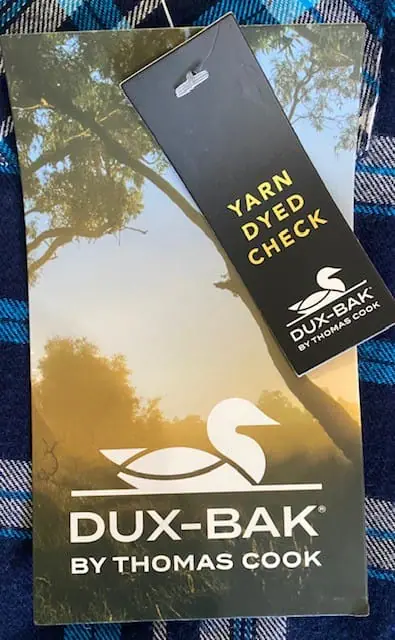 YARN
DYED
CHECK
DUX-BAK®
BY THOMAS COOK
DUX-BAK®
BY THOMAS COOK